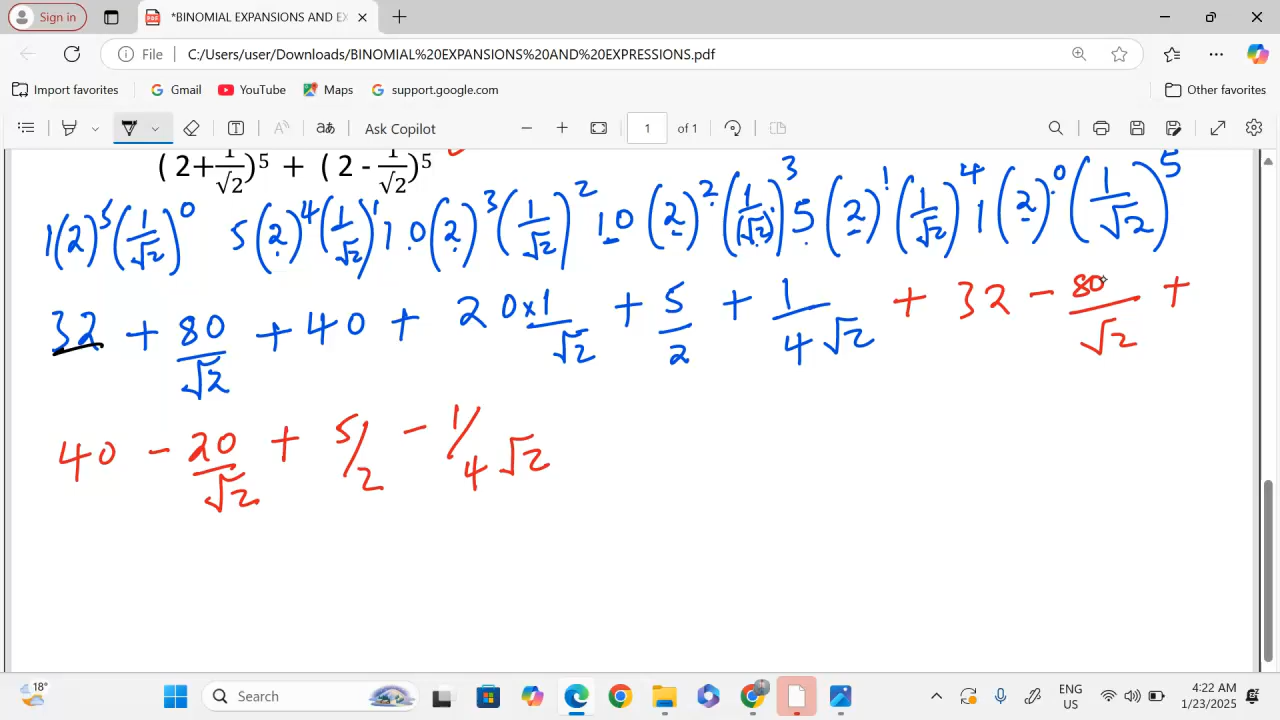 Sign in
*BINOMIAL EXPANSIONS AND EX
File C:/Users/user/Downloads/BINOMIAL%20EXPANSIONS%20AND%20EXPRESSIONS.pdf
Import favorites Gmail YouTube Maps support.google.com Other favorites
Ask Copilot 1 of 1
(2+1/√2)5 + (2 - 1/√2)5
1(2)^5(1/√2)^0 5(2)^4(1/√2)^1 10(2)^3(1/√2)^2 10(2)^2(1/(√2))^3 5(2)^1(1/√2)^4 1(2)^0(1/√2)^5
32 + 80/√2 + 40 + 20×1/√2 + 5/2 + 1/4√2 + 32 - 80/√2 +
40 - 20/√2 + 5/2 - 1/4√2
18°
Search
ENG
US
4:22 AM
1/23/2025